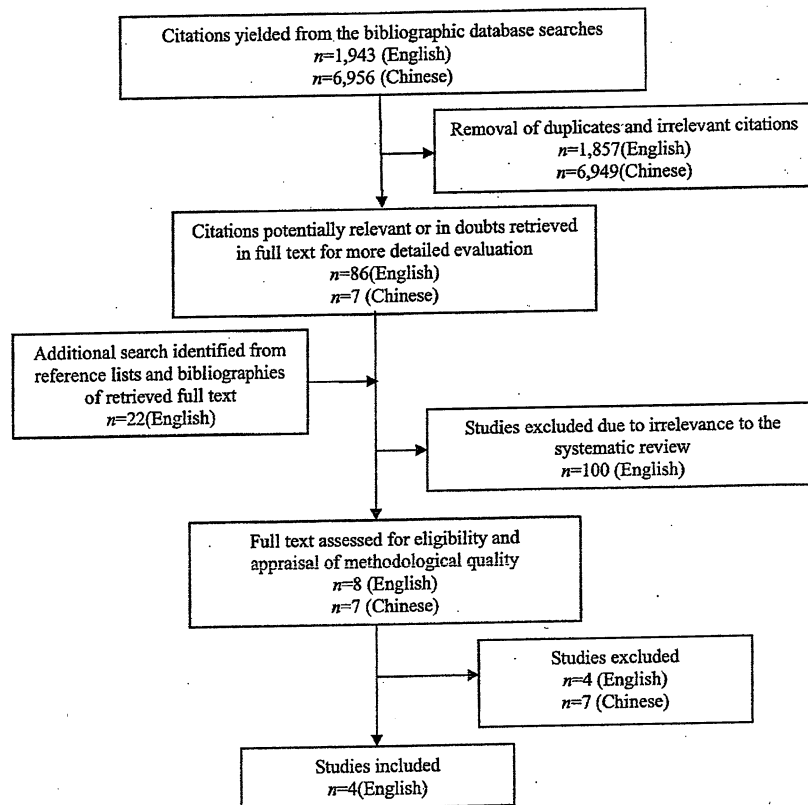 Citations yielded from the bibliographic database searches
n=1,943 (English)
n=6,956 (Chinese)
Removal of duplicates and irrelevant citations
n=1,857(English)
n=6,949(Chinese)
Citations potentially relevant or in doubts retrieved
in full text for more detailed evaluation
n=86(English)
n=7 (Chinese)
Additional search identified from
reference lists and bibliographies
of retrieved full text
n=22(English)
Studies excluded due to irrelevance to the
systematic review
n=100 (English)
Full text assessed for eligibility and
appraisal of methodological quality
n=8 (English)
n=7 (Chinese)
Studies excluded
n=4 (English)
n=7 (Chinese)
Studies included
n=4(English)